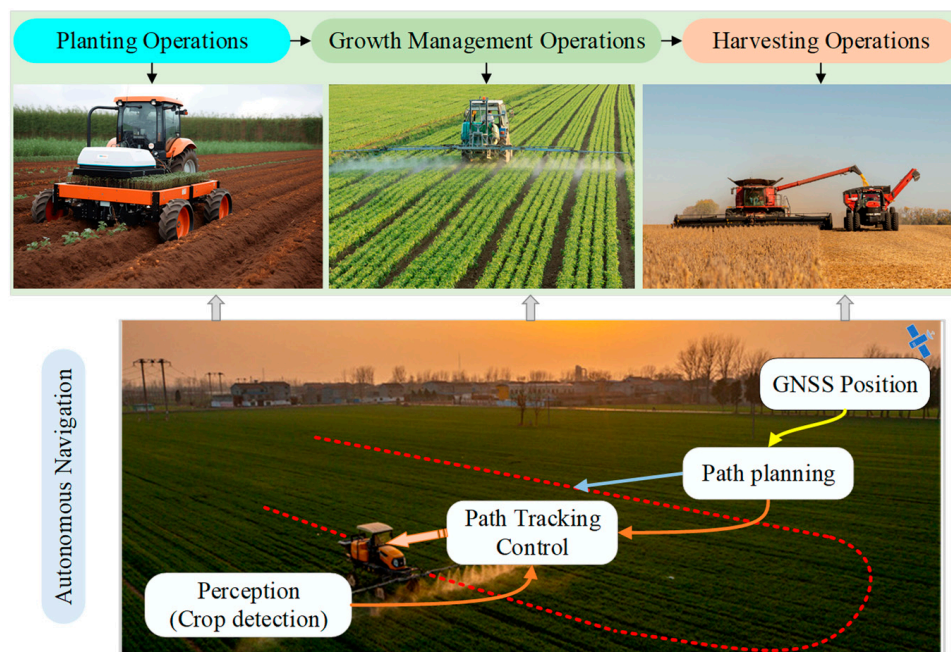 Planting Operations
Growth Management Operations
Harvesting Operations
Autonomous Navigation
GNSS Position
Path planning
Path Tracking
Control
Perception
(Crop detection)